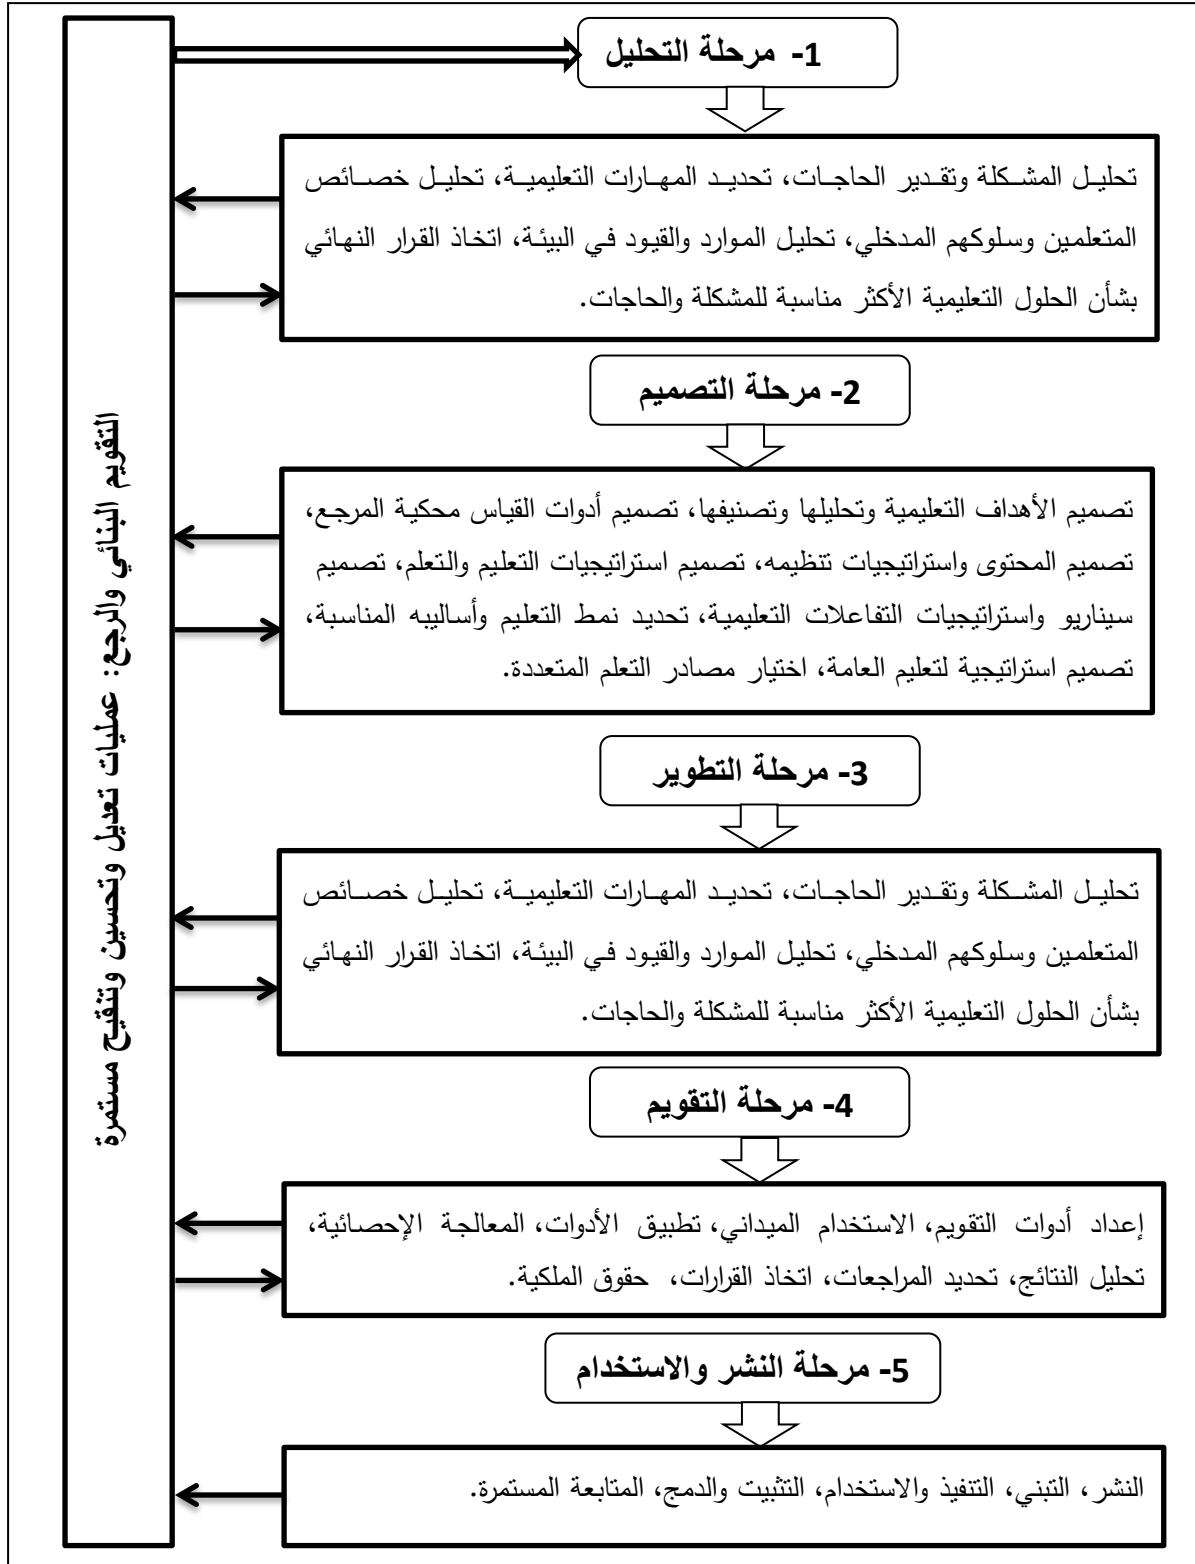 1- مرحلة التحليل
تحليل المشكلة وتقدير الحاجات، تحديد المهارات التعليمية، تحليل خصائص
المتعلمين وسلوكهم المدخلي، تحليل الموارد والقيود في البيئة، اتخاذ القرار النهائي
بشأن الحلول التعليمية الأكثر مناسبة للمشكلة والحاجات.
2- مرحلة التصميم
تصميم الأهداف التعليمية وتحليلها وتصنيفها، تصميم أدوات القياس محكية المرجع،
تصميم المحتوى واستراتيجيات تنظيمه، تصميم استراتيجيات التعليم والتعلم، تصميم
سيناريو واستراتيجيات التفاعلات التعليمية، تحديد نمط التعليم وأساليبه المناسبة،
تصميم استراتيجية لتعليم العامة، اختيار مصادر التعلم المتعددة.
3- مرحلة التطوير
تحليل المشكلة وتقدير الحاجات، تحديد المهارات التعليمية، تحليل خصائص
المتعلمين وسلوكهم المدخلي، تحليل الموارد والقيود في البيئة، اتخاذ القرار النهائي
بشأن الحلول التعليمية الأكثر مناسبة للمشكلة والحاجات.
4- مرحلة التقويم
إعداد أدوات التقويم، الاستخدام الميداني، تطبيق الأدوات، المعالجة الإحصائية،
تحليل النتائج، تحديد المراجعات، اتخاذ القرارات، حقوق الملكية.
5- مرحلة النشر والاستخدام
النشر، التبني، التنفيذ والاستخدام، التثبيت والدمج، المتابعة المستمرة.
التقويم البنائي والرجع: عمليات تعديل وتحسين وتنقيح مستمرة